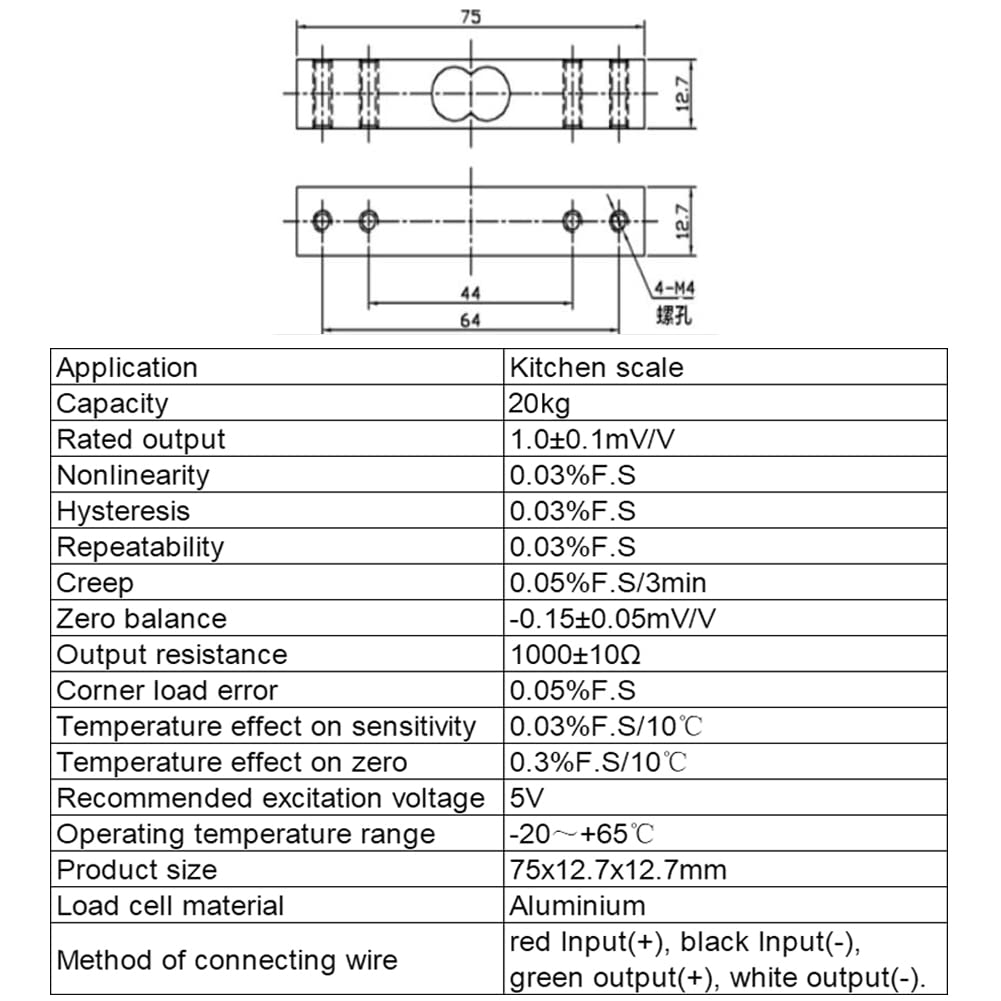 75
12.7
12.7
44
4-M4
螺孔
64
Application Kitchen scale
Capacity 20kg
Rated output 1.0±0.1mV/V
Nonlinearity 0.03%F.S
Hysteresis 0.03%F.S
Repeatability 0.03%F.S
Creep 0.05%F.S/3min
Zero balance -0.15±0.05mV/V
Output resistance 1000±10Ω
Corner load error 0.05%F.S
Temperature effect on sensitivity 0.03%F.S/10℃
Temperature effect on zero 0.3%F.S/10℃
Recommended excitation voltage 5V
Operating temperature range -20～+65℃
Product size 75x12.7x12.7mm
Load cell material Aluminium
Method of connecting wire red Input(+), black Input(-),
green output(+), white output(-).